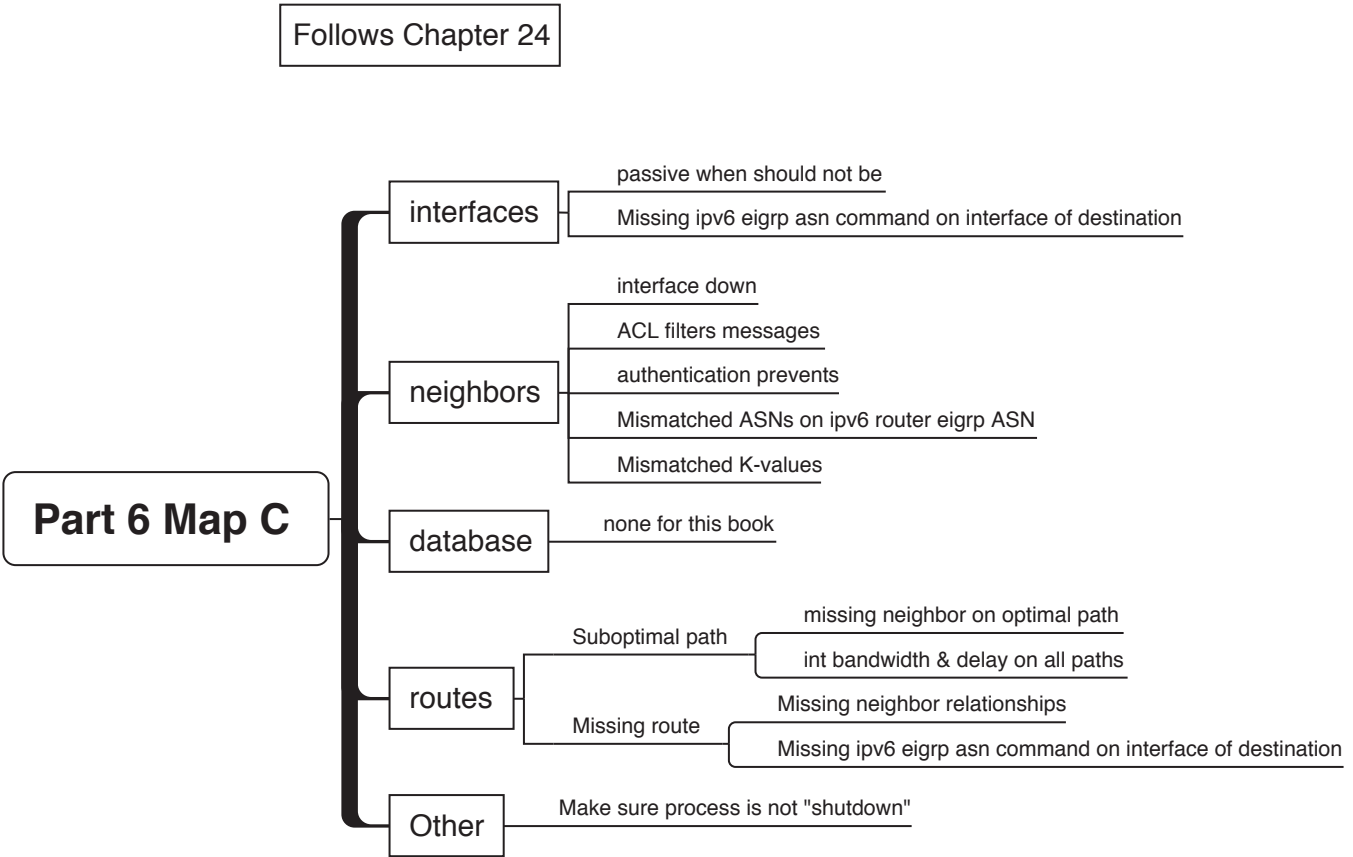 Follows Chapter 24
Part 6 Map C
interfaces
passive when should not be
Missing ipv6 eigrp asn command on interface of destination
neighbors
interface down
ACL filters messages
authentication prevents
Mismatched ASNs on ipv6 router eigrp ASN
Mismatched K-values
database
none for this book
routes
Suboptimal path
missing neighbor on optimal path
int bandwidth & delay on all paths
Missing route
Missing neighbor relationships
Missing ipv6 eigrp asn command on interface of destination
Other
Make sure process is not "shutdown"